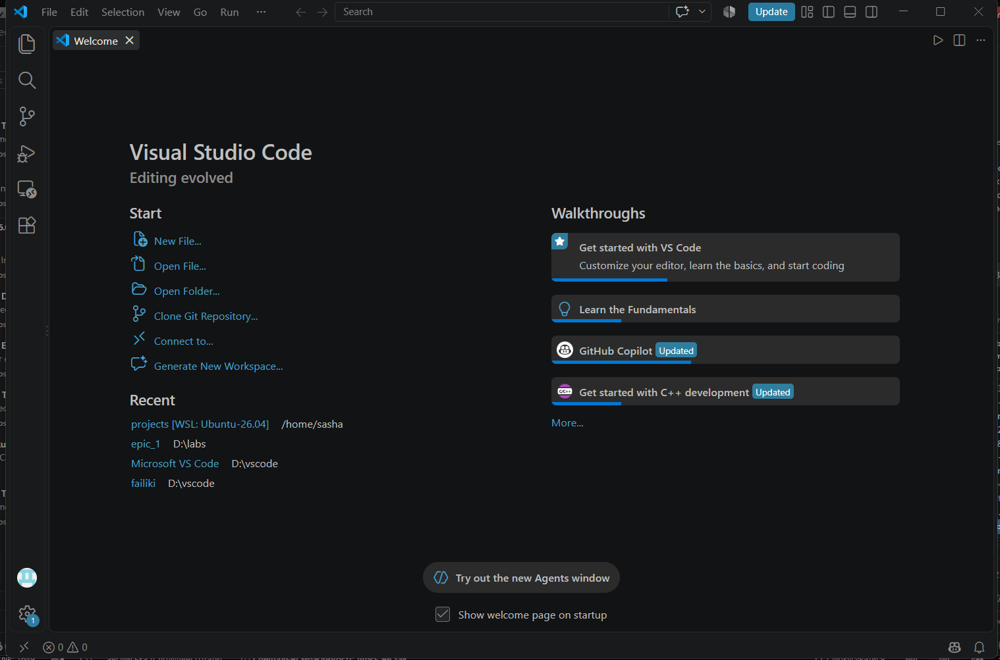 File Edit Selection View Go Run ··· Search Update
Welcome
Visual Studio Code
Editing evolved
Start
New File...
Open File...
Open Folder...
Clone Git Repository...
Connect to...
Generate New Workspace...
Recent
projects [WSL: Ubuntu-26.04] /home/sasha
epic_1 D:\labs
Microsoft VS Code D:\vscode
failiki D:\vscode
Walkthroughs
Get started with VS Code
Customize your editor, learn the basics, and start coding
Learn the Fundamentals
GitHub Copilot Updated
C/C++ Get started with C++ development Updated
More...
Try out the new Agents window
Show welcome page on startup
1
0 0